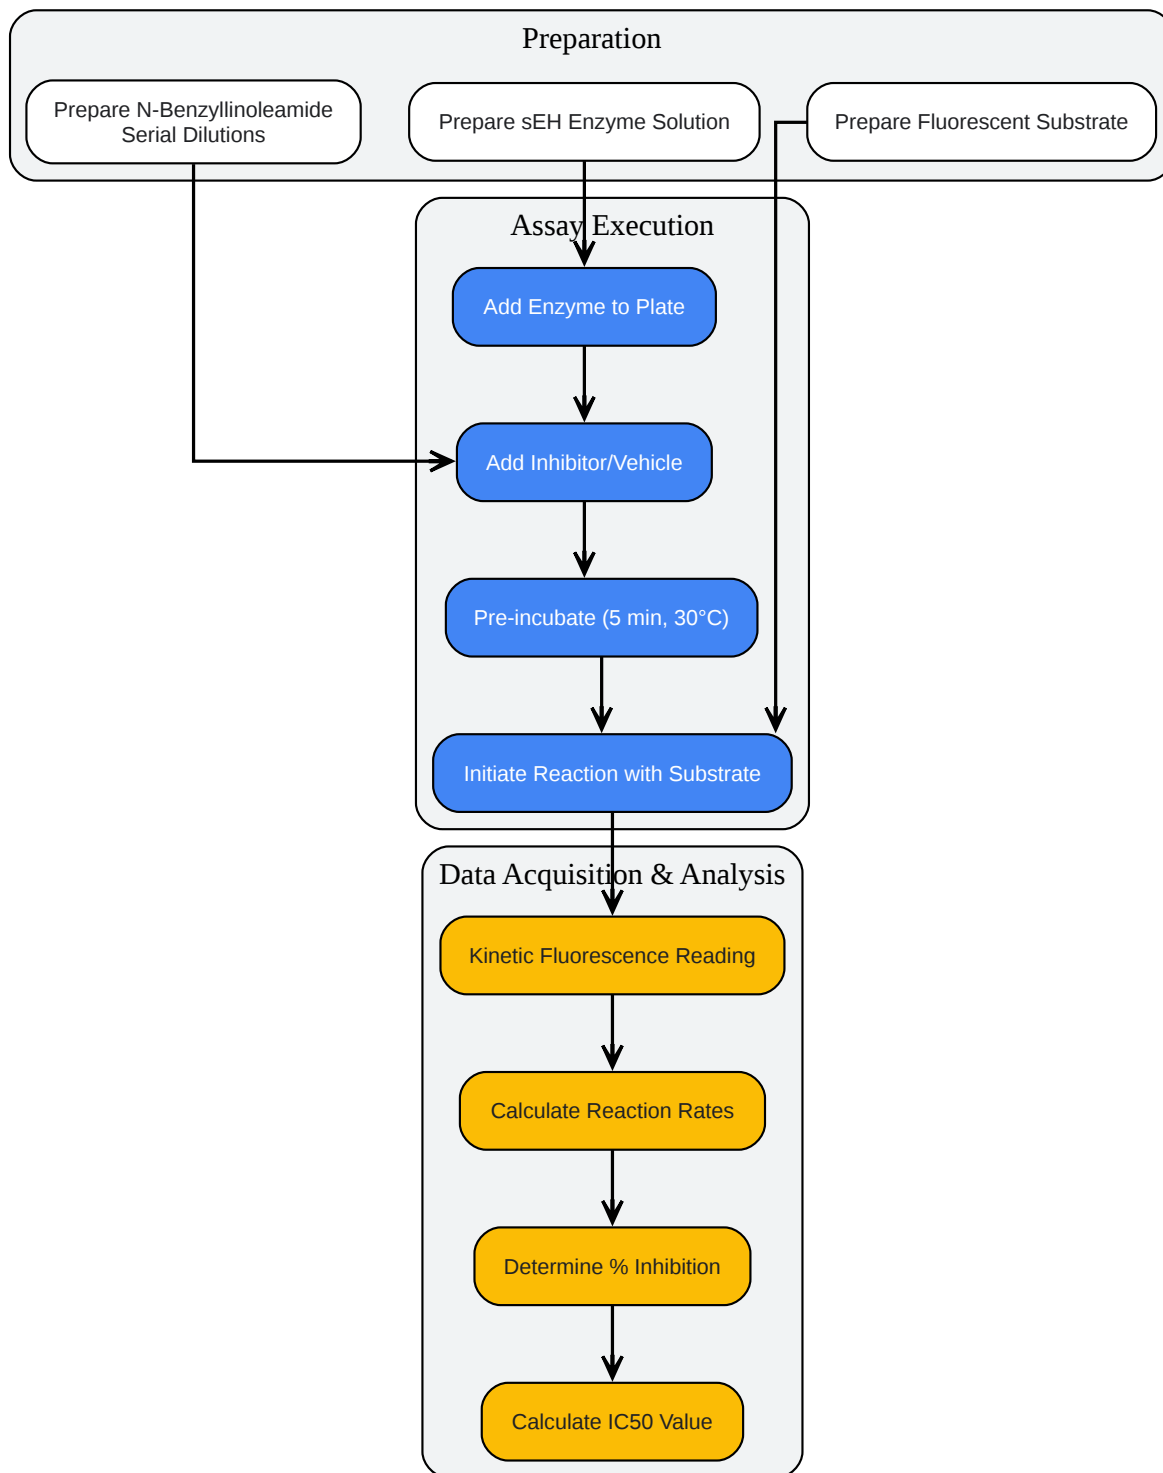 Preparation
Prepare N-Benzyllinoleamide
Serial Dilutions
Prepare sEH Enzyme Solution
Prepare Fluorescent Substrate
Assay Execution
Add Enzyme to Plate
Add Inhibitor/Vehicle
Pre-incubate (5 min, 30°C)
Initiate Reaction with Substrate
Data Acquisition & Analysis
Kinetic Fluorescence Reading
Calculate Reaction Rates
Determine % Inhibition
Calculate IC50 Value